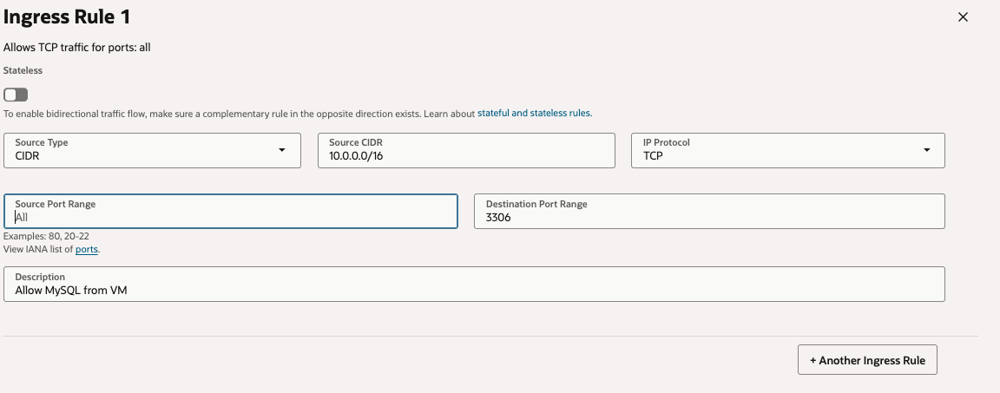 Ingress Rule 1
Allows TCP traffic for ports: all
Stateless
To enable bidirectional traffic flow, make sure a complementary rule in the opposite direction exists. Learn about stateful and stateless rules.
Source Type
CIDR
Source CIDR
10.0.0.0/16
IP Protocol
TCP
Source Port Range
All
Destination Port Range
3306
Examples: 80, 20-22
View IANA list of ports.
Description
Allow MySQL from VM
+ Another Ingress Rule